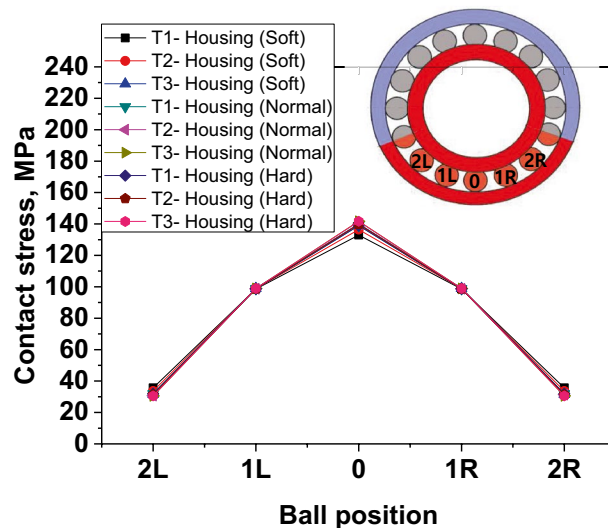 T1- Housing (Soft)
T2- Housing (Soft)
T3- Housing (Soft)
T1- Housing (Normal)
T2- Housing (Normal)
T3- Housing (Normal)
T1- Housing (Hard)
T2- Housing (Hard)
T3- Housing (Hard)
2L 1L 0 1R 2R
Contact stress, MPa
240
220
200
180
160
140
120
100
80
60
40
20
0
2L 1L 0 1R 2R
Ball position